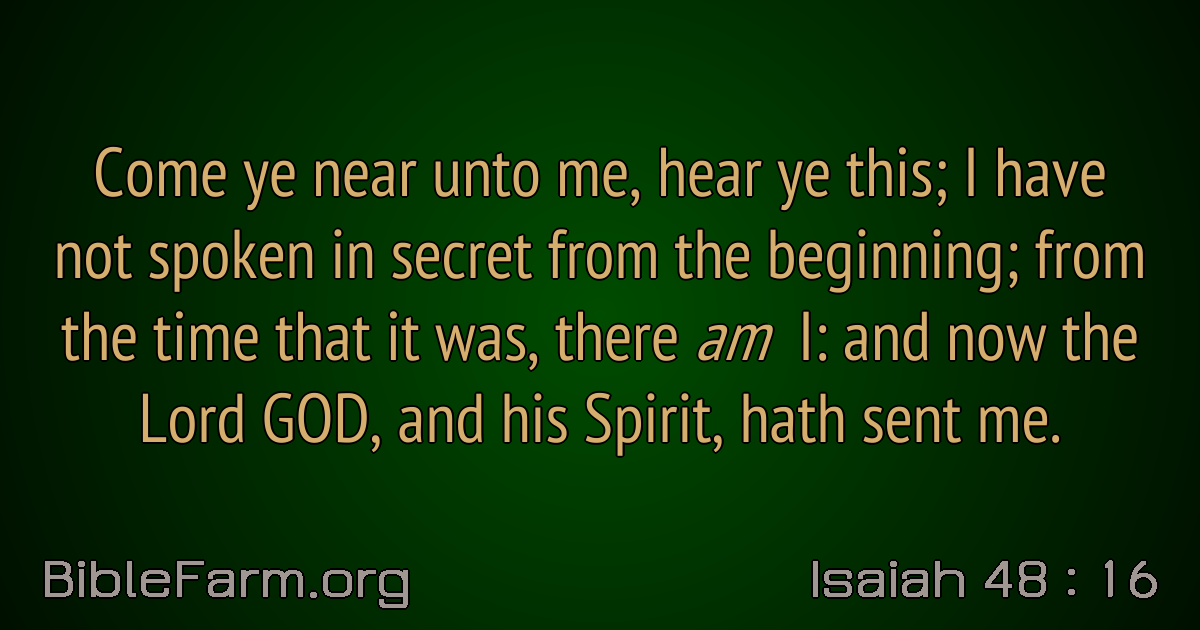 Come ye near unto me, hear ye this; I have
not spoken in secret from the beginning; from
the time that it was, there am I: and now the
Lord GOD, and his Spirit, hath sent me.
BibleFarm.org
Isaiah 48 : 16